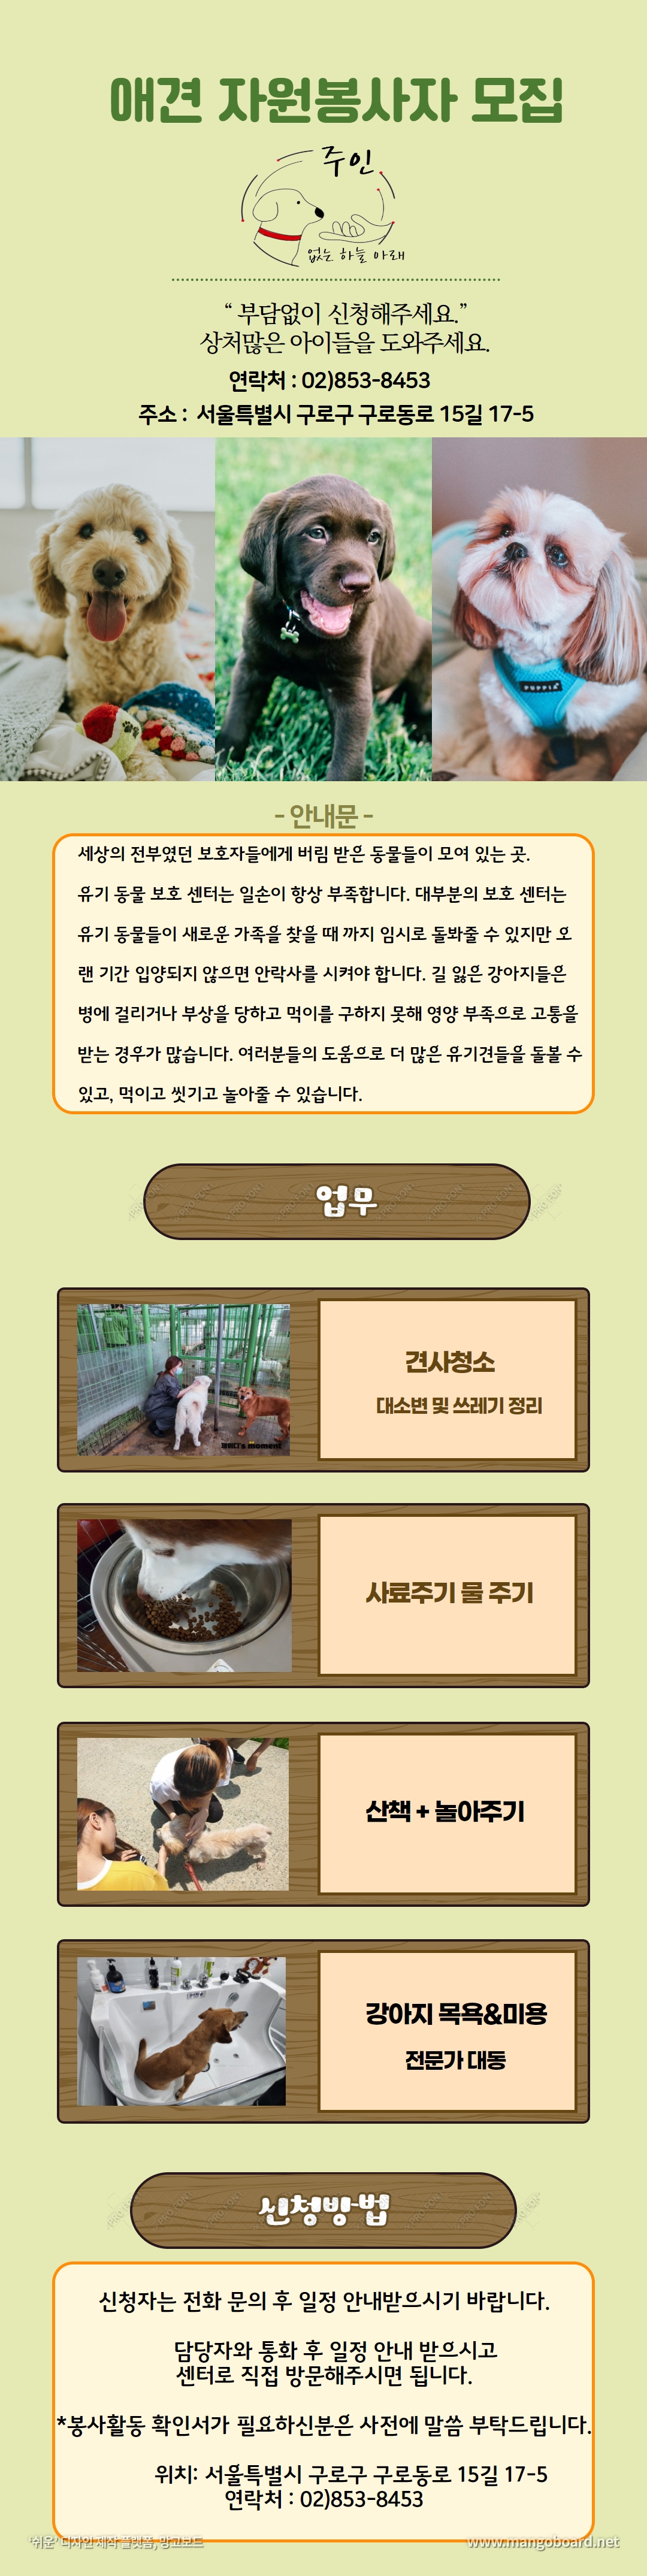 애견 자원봉사자 모집
주인
없는 하늘 아래
“ 부담없이 신청해주세요.”
상처많은 아이들을 도와주세요.
연락처 : 02)853-8453
주소 : 서울특별시 구로구 구로동로 15길 17-5
PUPPIA
- 안내문 -
세상의 전부였던 보호자들에게 버림 받은 동물들이 모여 있는 곳.
유기 동물 보호 센터는 일손이 항상 부족합니다. 대부분의 보호 센터는
유기 동물들이 새로운 가족을 찾을 때 까지 임시로 돌봐줄 수 있지만 오
랜 기간 입양되지 않으면 안락사를 시켜야 합니다. 길 잃은 강아지들은
병에 걸리거나 부상을 당하고 먹이를 구하지 못해 영양 부족으로 고통을
받는 경우가 많습니다. 여러분들의 도움으로 더 많은 유기견들을 돌볼 수
있고, 먹이고 씻기고 놀아줄 수 있습니다.
업무
견사청소
대소변 및 쓰레기 정리
's moment
사료주기 물 주기
산책 + 놀아주기
강아지 목욕&미용
전문가 대동
신청방법
신청자는 전화 문의 후 일정 안내받으시기 바랍니다.
담당자와 통화 후 일정 안내 받으시고
센터로 직접 방문해주시면 됩니다.
*봉사활동 확인서가 필요하신분은 사전에 말씀 부탁드립니다.
위치: 서울특별시 구로구 구로동로 15길 17-5
연락처 : 02)853-8453
'쉬운' 디자인 제작 플랫폼, 망고보드
www.mangoboard.net